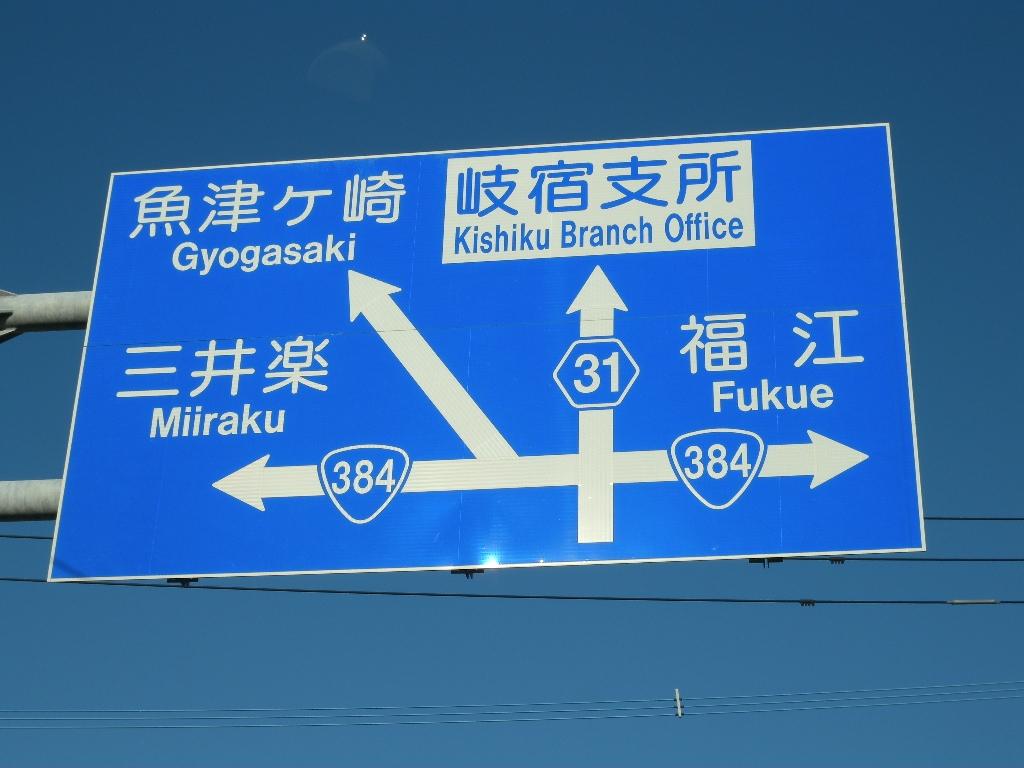 魚津ケ崎
Gyogasaki
岐宿支所
Kishiku Branch Office
三井楽
Miiraku
31
福江
Fukue
384
384